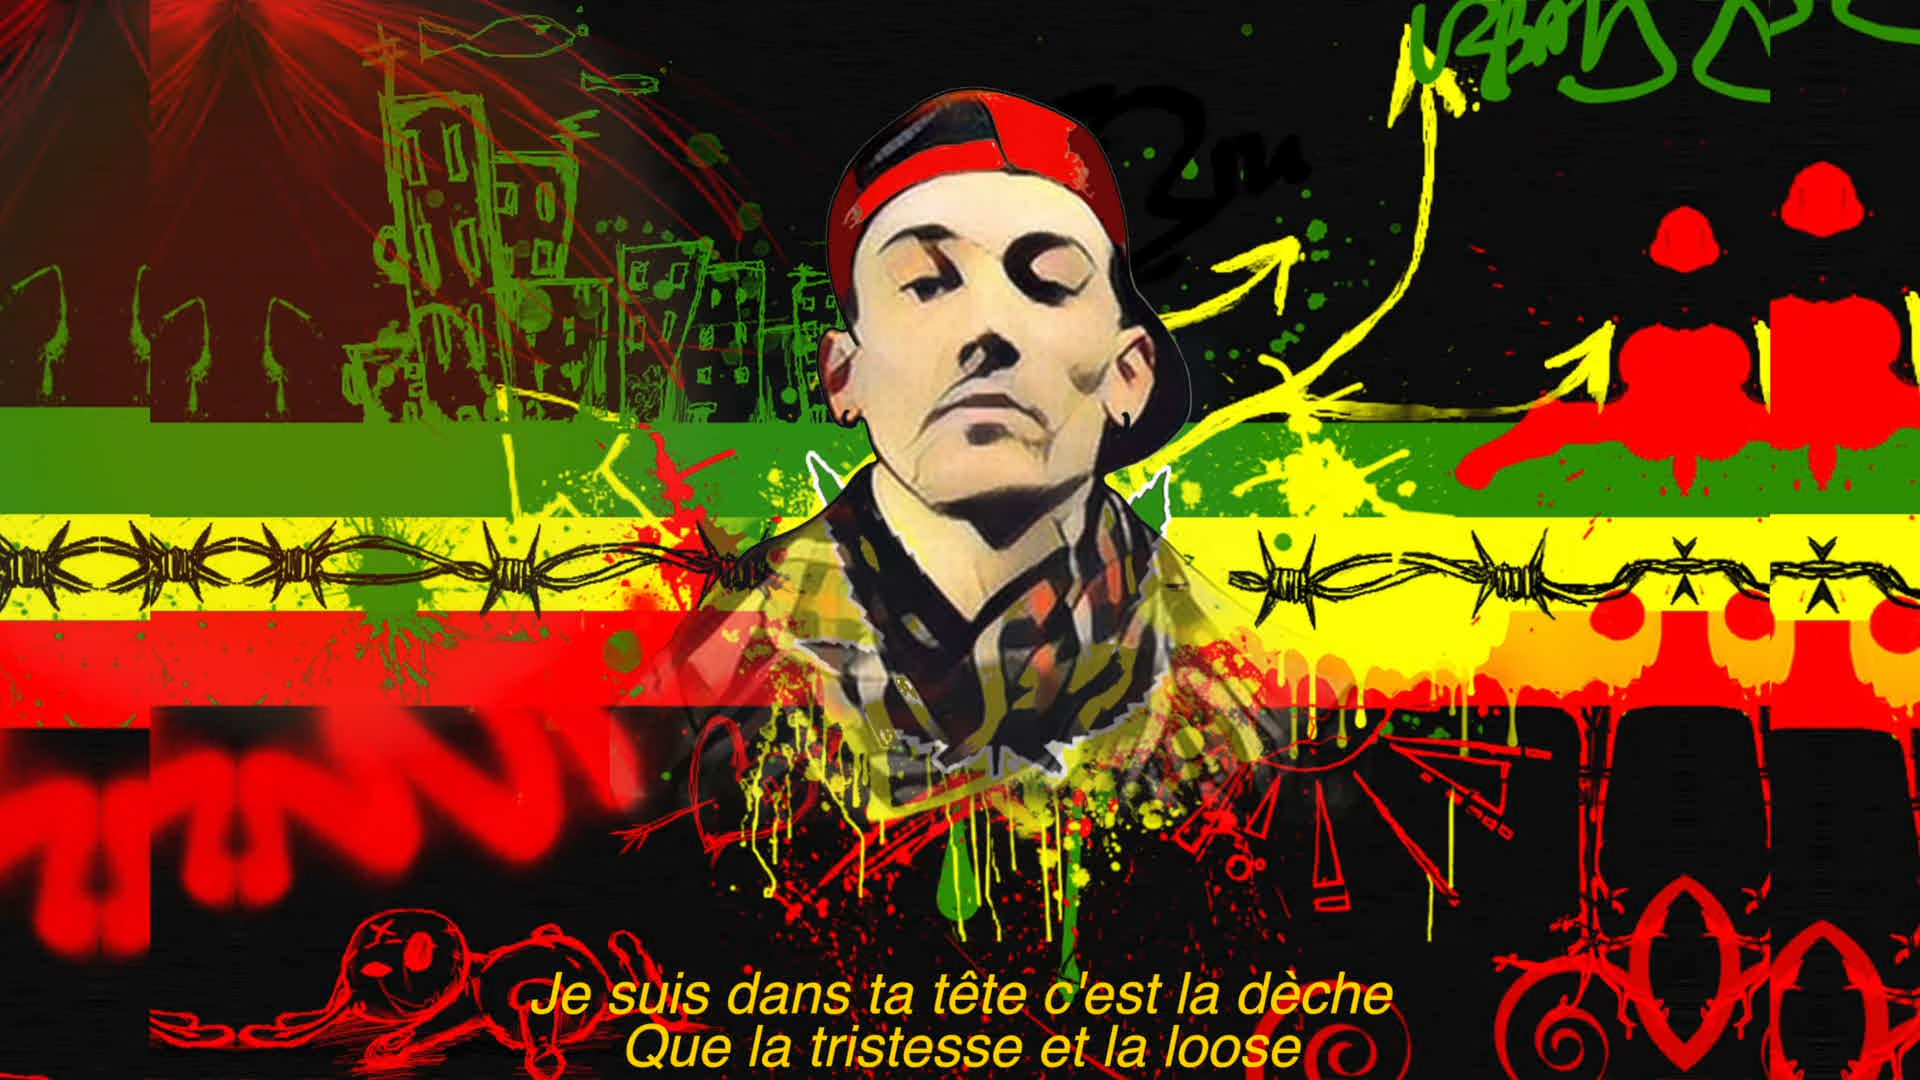 Je suis dans ta tête c'est la dèche
Que la tristesse et la loose